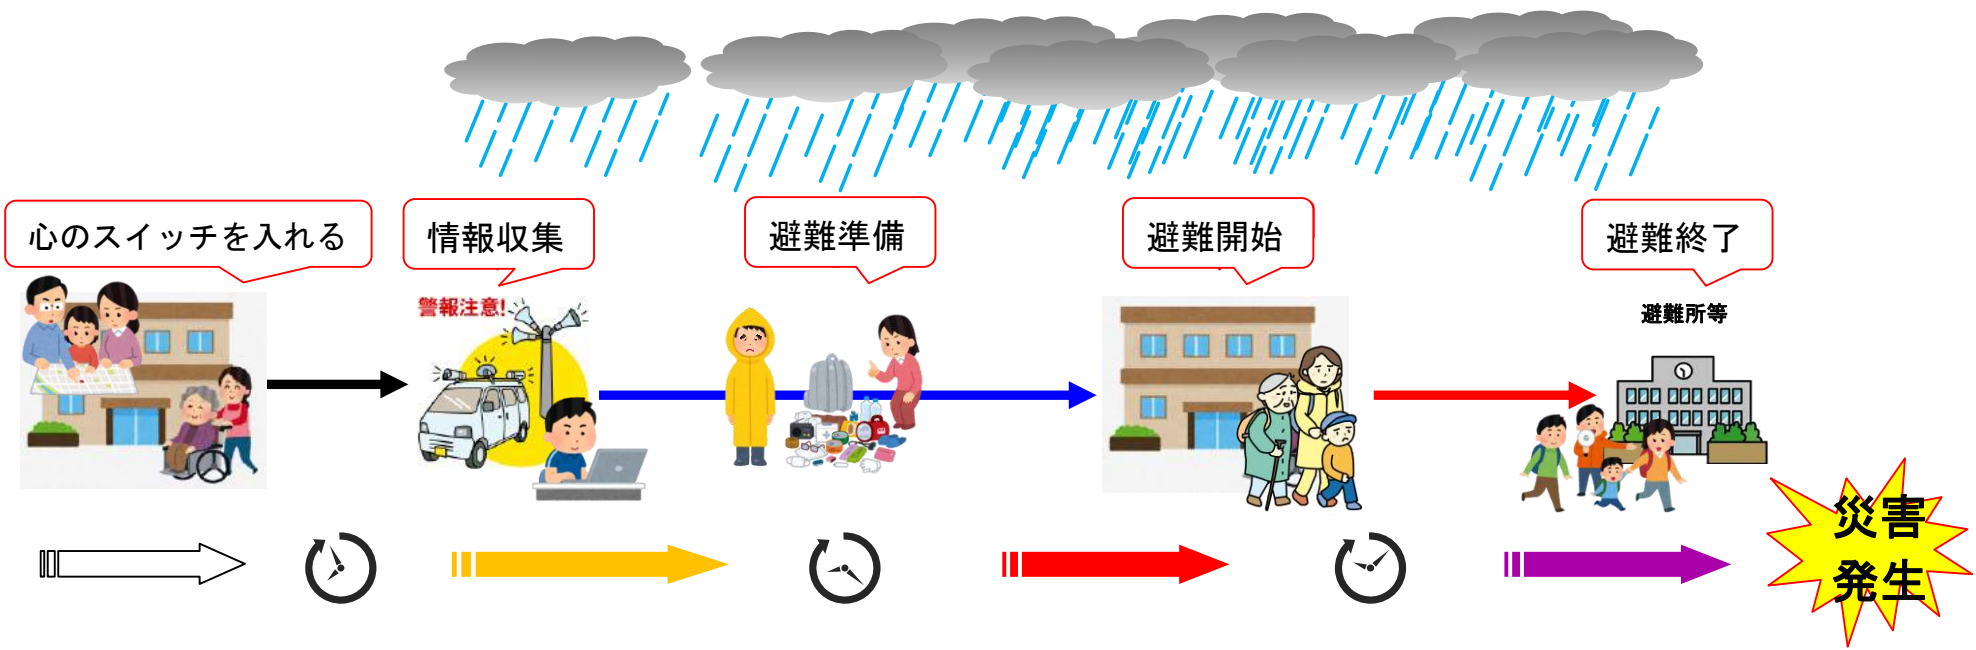 心のスイッチを入れる
情報収集
避難準備
避難開始
避難終了
警報注意!
避難所等
災害
発生